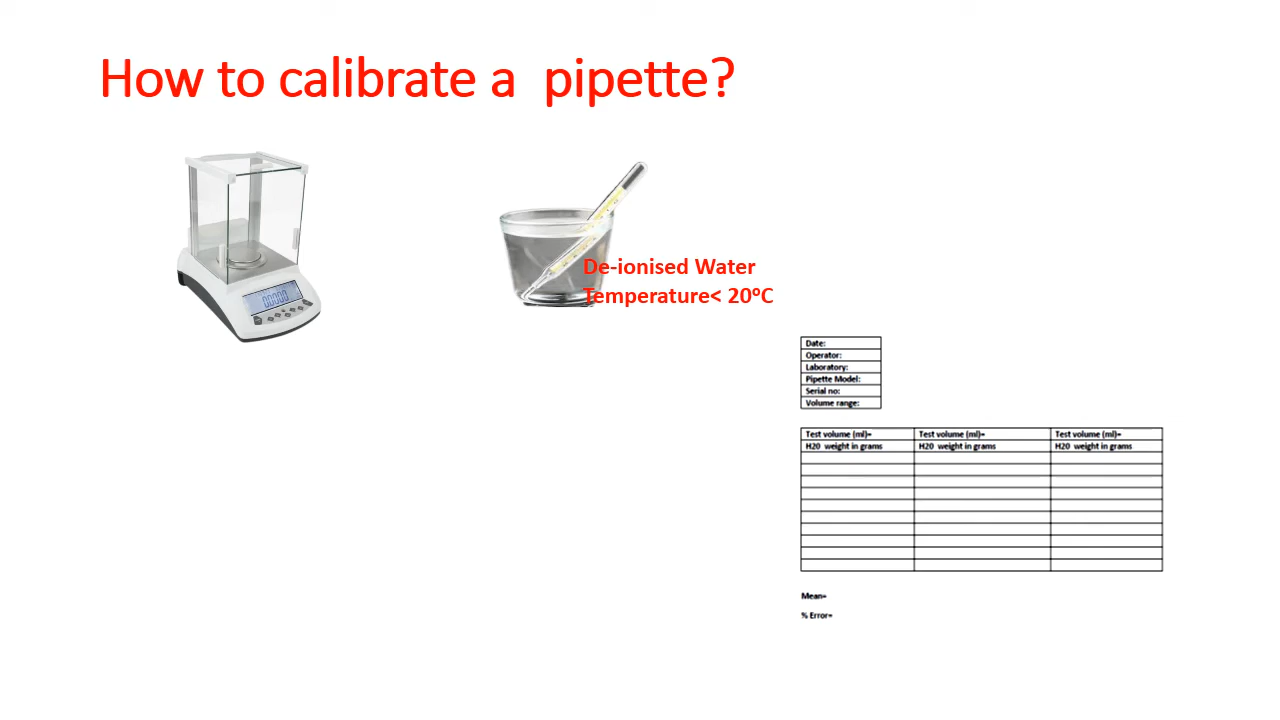 How to calibrate a  pipette?
0.0000
De-ionised Water
Temperature< 20ºC
Date:
Operator:
Laboratory:
Pipette Model:
Serial no:
Volume range:
Test volume (ml)= Test volume (ml)= Test volume (ml)=
H20  weight in grams H20  weight in grams H20  weight in grams
Mean=
% Error=